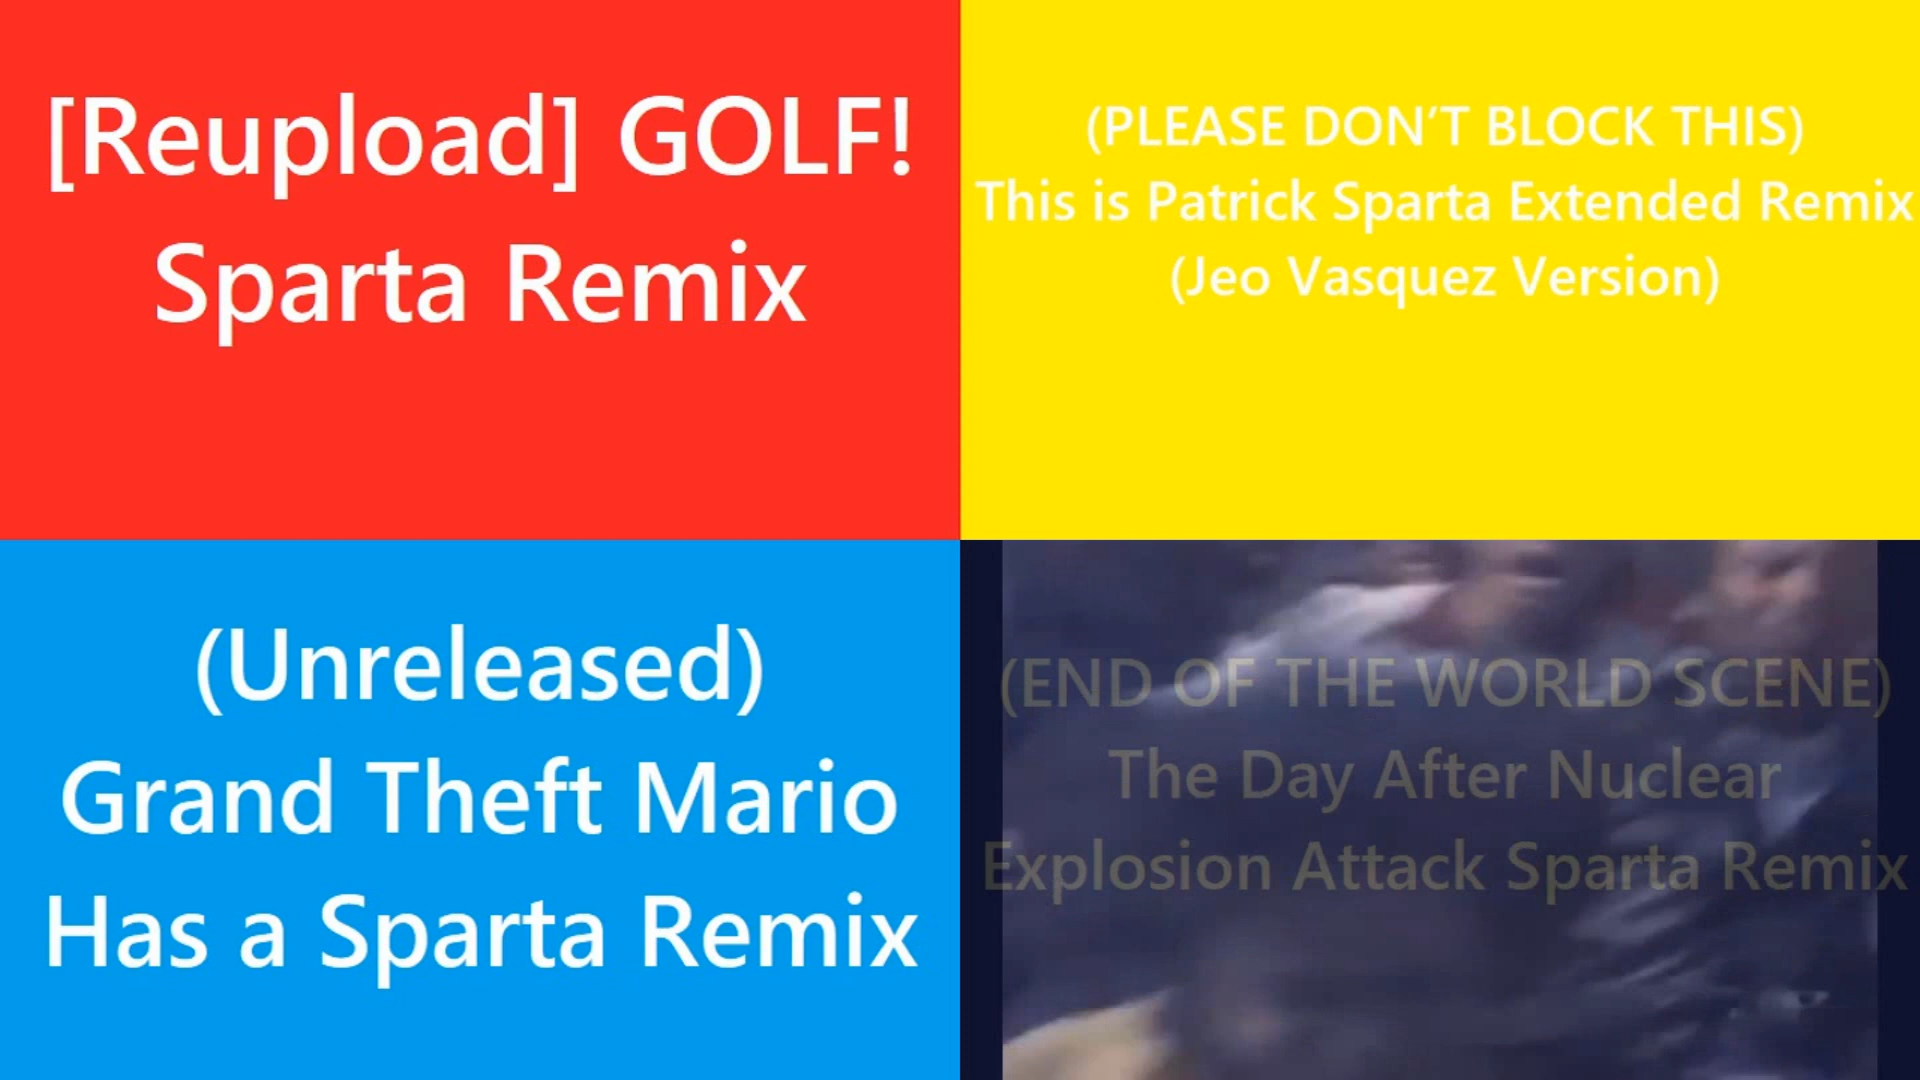 [Reupload] GOLF!
Sparta Remix
(PLEASE DON'T BLOCK THIS)
This is Patrick Sparta Extended Remix
(Jeo Vasquez Version)
(Unreleased)
Grand Theft Mario
Has a Sparta Remix
(END OF THE WORLD SCENE)
The Day After Nuclear
Explosion Attack Sparta Remix